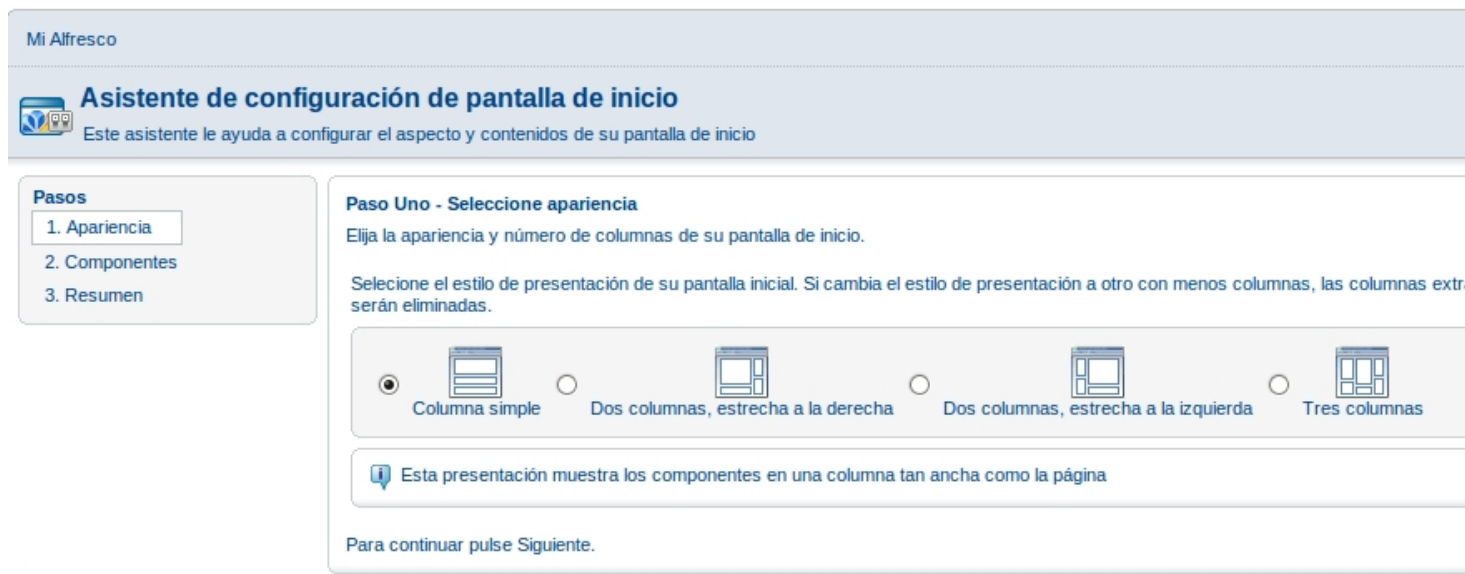 Mi Alfresco
Asistente de configuración de pantalla de inicio
Este asistente le ayuda a configurar el aspecto y contenidos de su pantalla de inicio
Pasos
1. Apariencia
2. Componentes
3. Resumen
Paso Uno - Seleccione apariencia
Elija la apariencia y número de columnas de su pantalla de inicio.
Selecione el estilo de presentación de su pantalla inicial. Si cambia el estilo de presentación a otro con menos columnas, las columnas
serán eliminadas.
Columna simple
Dos columnas, estrecha a la derecha
Dos columnas, estrecha a la izquierda
Tres columnas
Esta presentación muestra los componentes en una columna tan ancha como la página
Para continuar pulse Siguiente.